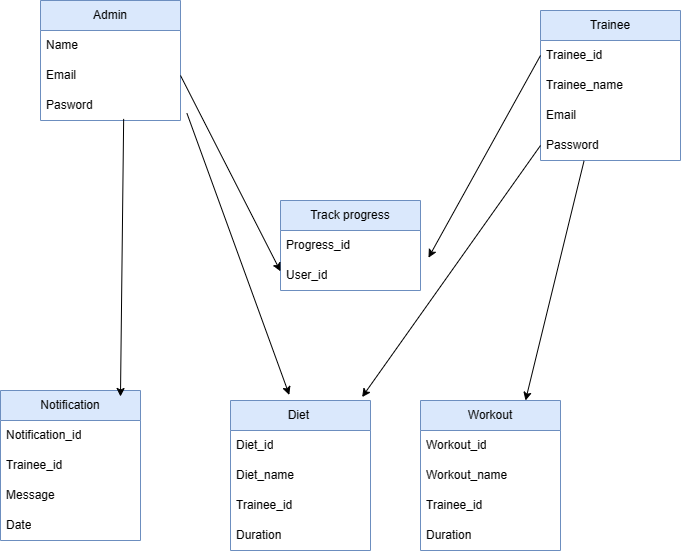 Admin
Name
Email
Pasword
Trainee
Trainee_id
Trainee_name
Email
Password
Track progress
Progress_id
User_id
Notification
Notification_id
Trainee_id
Message
Date
Diet
Diet_id
Diet_name
Trainee_id
Duration
Workout
Workout_id
Workout_name
Trainee_id
Duration